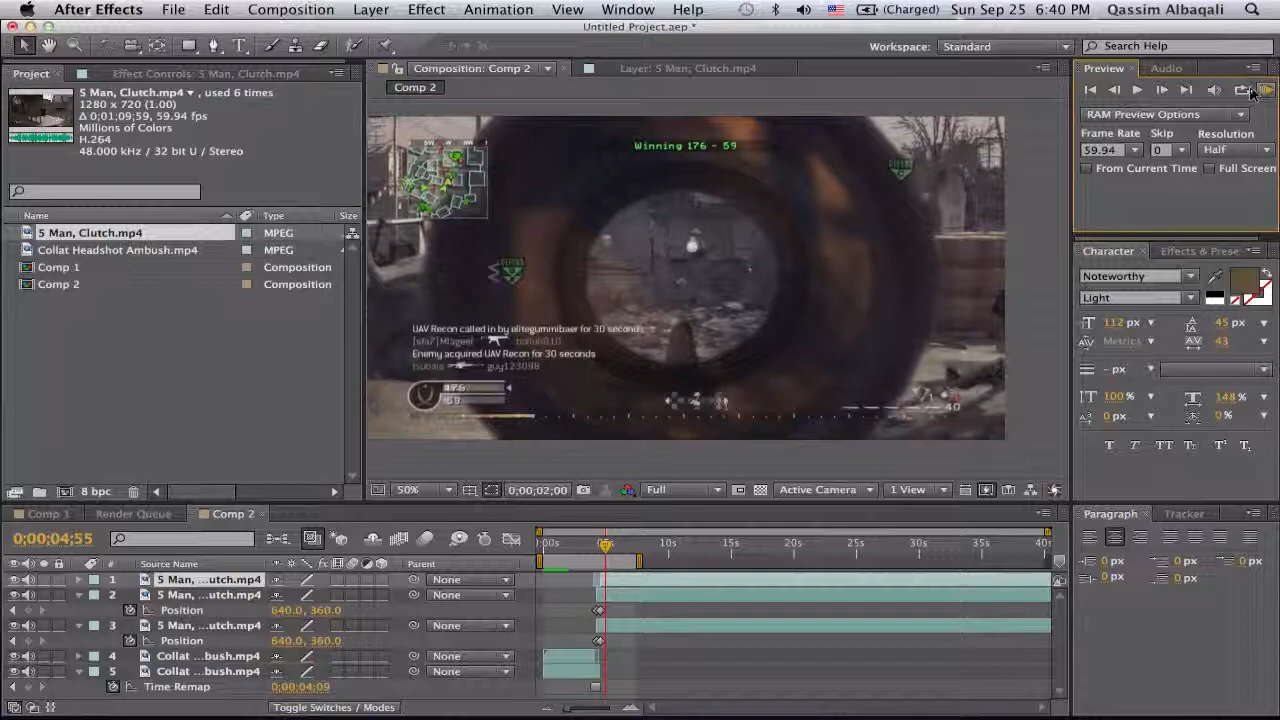 After Effects File Edit Composition Layer Effect Animation View Window Help (Charged) Sun Sep 25 6:40 PM Qassim Albaqali
Untitled Project.aep *
Workspace: Standard Search Help
Project Effect Controls: 5 Man, Clutch.mp4
5 Man, Clutch.mp4 , used 6 times
1280 x 720 (1.00)
Δ 0;01;09;59, 59.94 fps
Millions of Colors
H.264
48.000 kHz / 32 bit U / Stereo
Name Type Size
5 Man, Clutch.mp4 MPEG
Collat Headshot Ambush.mp4 MPEG
Comp 1 Composition
Comp 2 Composition
8 bpc
Composition: Comp 2 Layer: 5 Man, Clutch.mp4
Comp 2
Winning 176 - 59
DEFEND
UAV Recon called in by elitegummibaer for 30 seconds
Enemy acquired UAV Recon for 30 seconds
guy123098
176
59
40
50% 0;00;02;00 Full Active Camera 1 View
Preview Audio
RAM Preview Options
Frame Rate Skip Resolution
59.94 0 Half
From Current Time Full Screen
Character Effects & Prese
Noteworthy
Light
112 px 45 px
Metrics 43
- px
100 % 148 %
0 px 0 %
T T TT Tt T¹ T₁
Paragraph Tracker
0 px 0 px 0 px
0 px 0 px
Comp 1 Render Queue Comp 2
0;00;04;55
:00s 10s 15s 20s 25s 30s 35s 40s
Source Name Parent
1 5 Man, ...utch.mp4 None
2 5 Man, ...utch.mp4 None
Position 640.0, 360.0
3 5 Man, ...utch.mp4 None
Position 640.0, 360.0
4 Collat ...bush.mp4 None
5 Collat ...bush.mp4 None
Time Remap 0;00;04;09
Toggle Switches / Modes